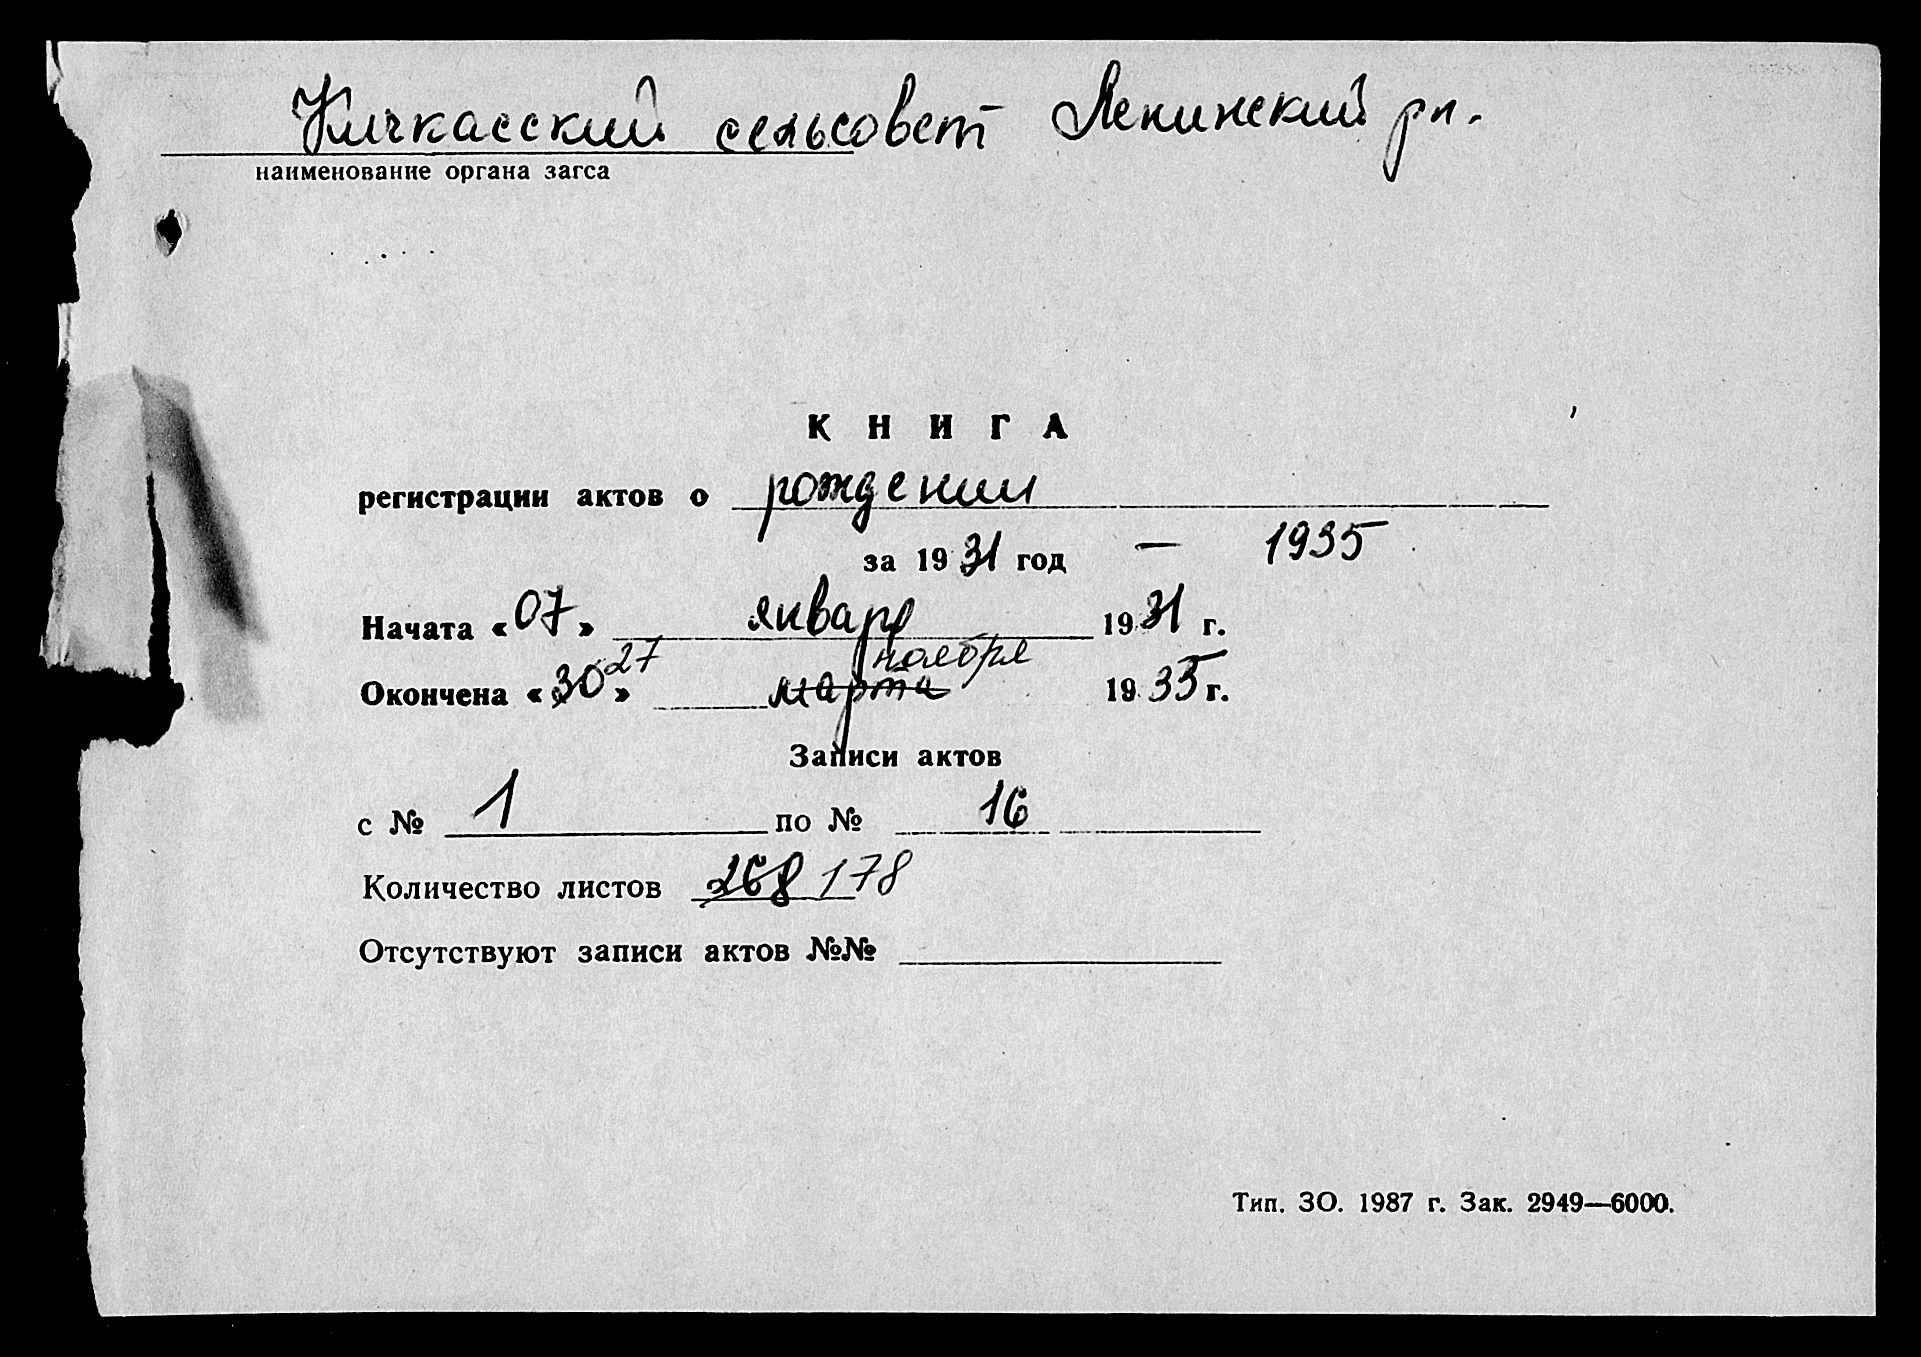 Кичкасский сельсовет Ленинский рн.
наименование органа загса
КНИГА
регистрации актов о рождении
за 1931 год — 1935
Начата «07» января 1931 г.
27 ноября
Окончена «30» марта 1935 г.
Записи актов
с № 1 по № 16
Количество листов 268 178
Отсутствуют записи актов №№
Тип. ЗО. 1987 г. Зак. 2949—6000.